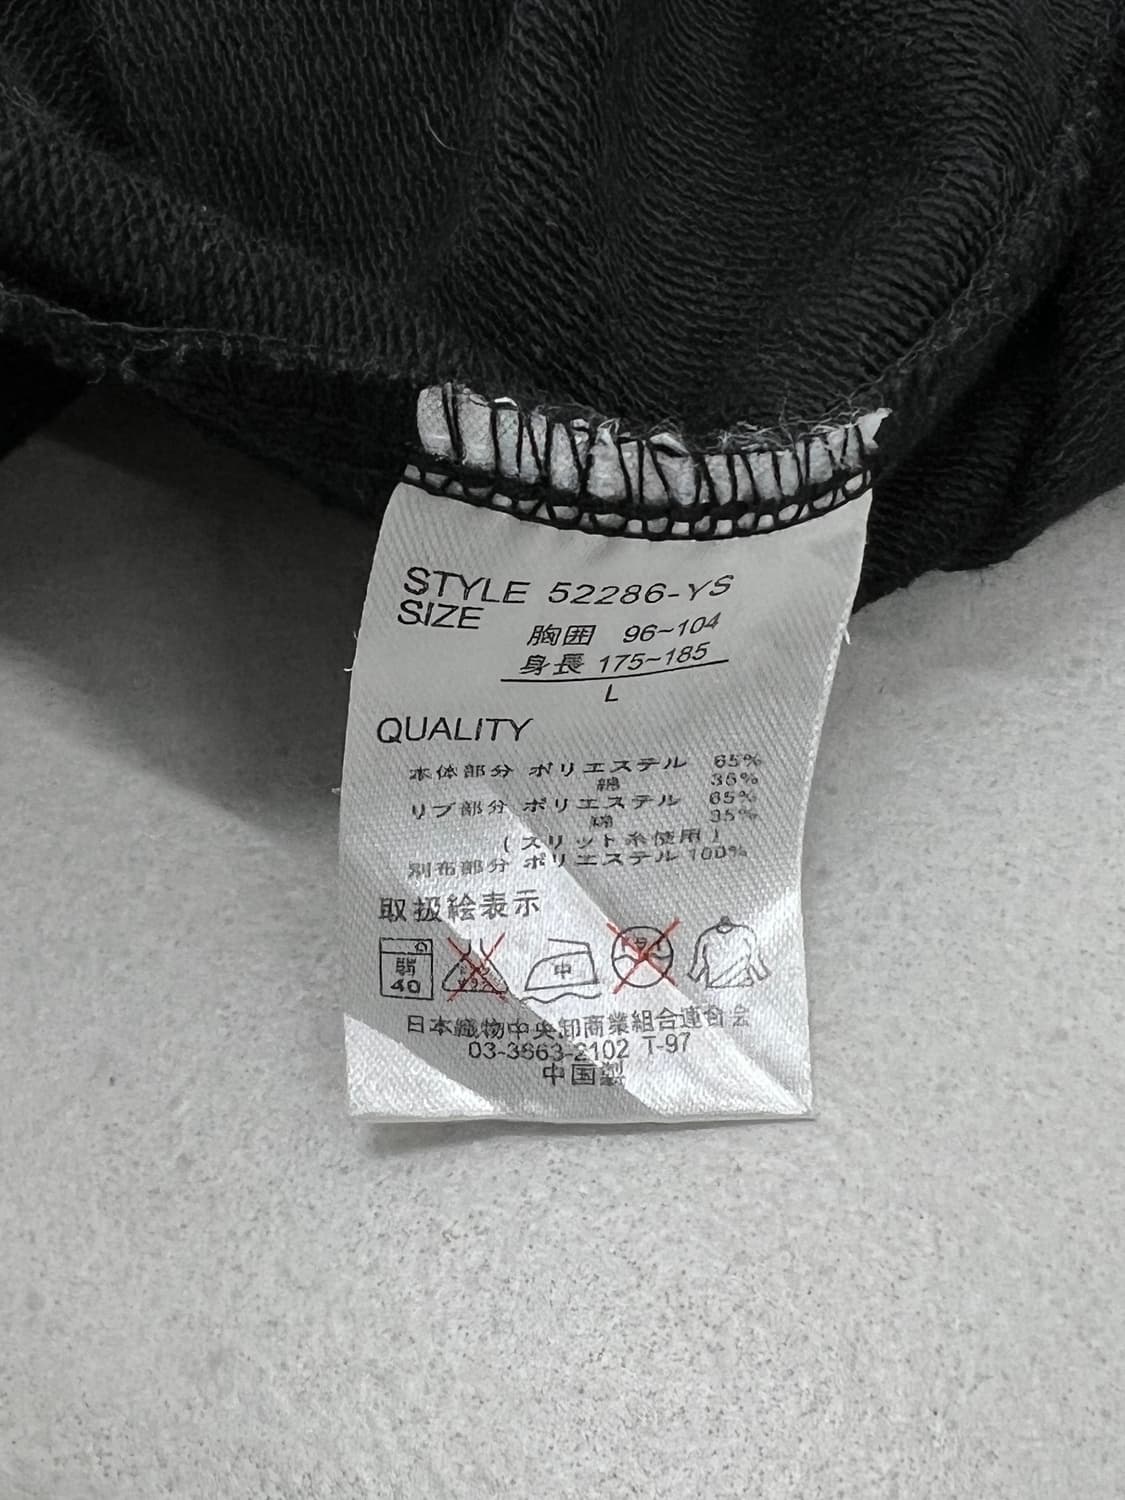 STYLE 52286-YS
SIZE
胸囲 96~104
身長 175~185
L
QUALITY
本体部分 ポリエステル 65%
綿 35%
リブ部分 ポリエステル 65%
綿 35%
(スリット糸使用)
別布部分 ポリエステル 100%
取扱絵表示
弱
40
中
日本織物中央卸商業組合連合会
03-3663-2102 T-97
中国製